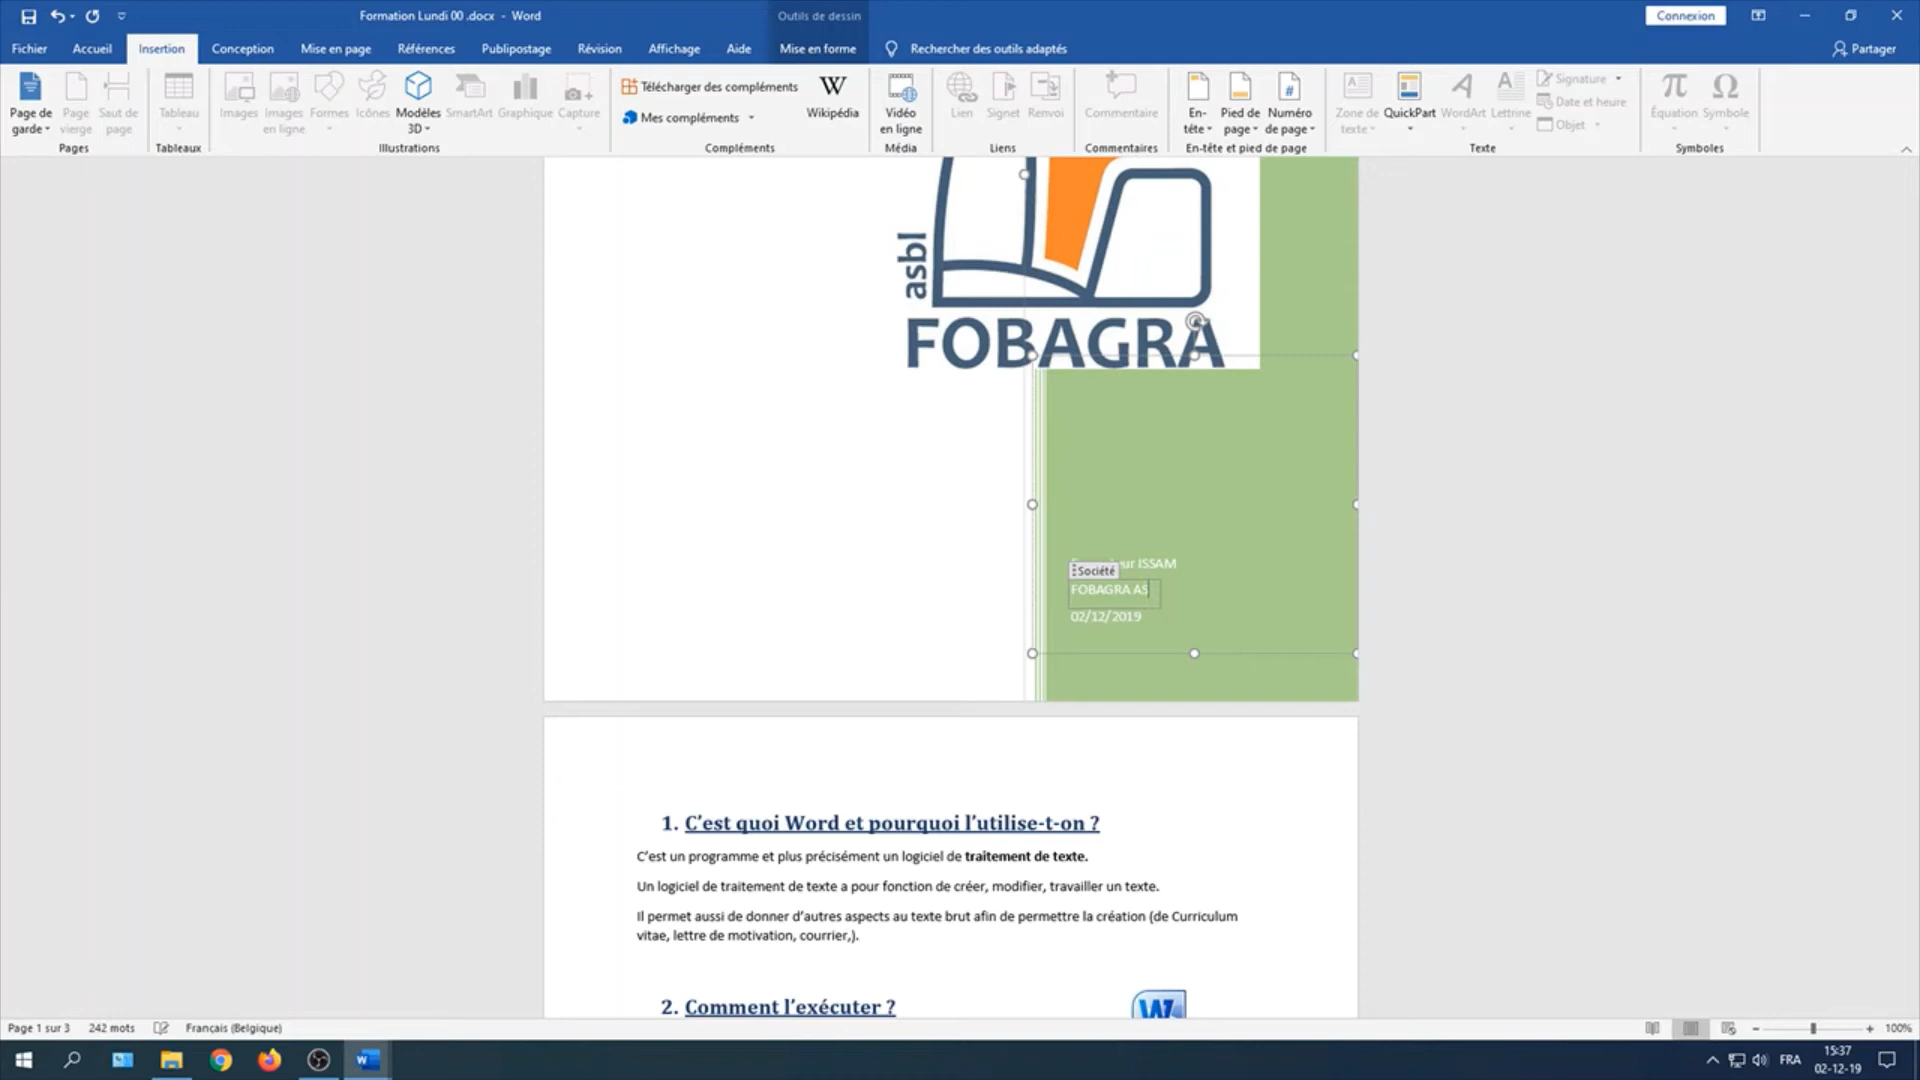 Formation Lundi 00 .docx - Word
Outils de dessin
Connexion
Fichier
Accueil
Insertion
Conception
Mise en page
Références
Publipostage
Révision
Affichage
Aide
Mise en forme
Rechercher des outils adaptés
Partager
Page de garde
Page vierge
Saut de page
Pages
Tableau
Tableaux
Images
Images en ligne
Formes
Icônes
Modèles 3D
SmartArt
Graphique
Capture
Illustrations
Télécharger des compléments
Mes compléments
Wikipédia
Compléments
Vidéo en ligne
Média
Lien
Signet
Renvoi
Liens
Commentaire
Commentaires
En-tête
Pied de page
Numéro de page
En-tête et pied de page
Zone de texte
QuickPart
WordArt
Lettrine
Signature
Date et heure
Objet
Texte
Équation
Symbole
Symboles
asbl
FOBAGRA
ur ISSAM
Société
FOBAGRA AS
02/12/2019
1. C'est quoi Word et pourquoi l'utilise-t-on ?
C'est un programme et plus précisément un logiciel de traitement de texte.
Un logiciel de traitement de texte a pour fonction de créer, modifier, travailler un texte.
Il permet aussi de donner d'autres aspects au texte brut afin de permettre la création (de Curriculum
vitae, lettre de motivation, courrier,).
2. Comment l'exécuter ?
W
Page 1 sur 3
242 mots
Français (Belgique)
100%
FRA
15:37
02-12-19